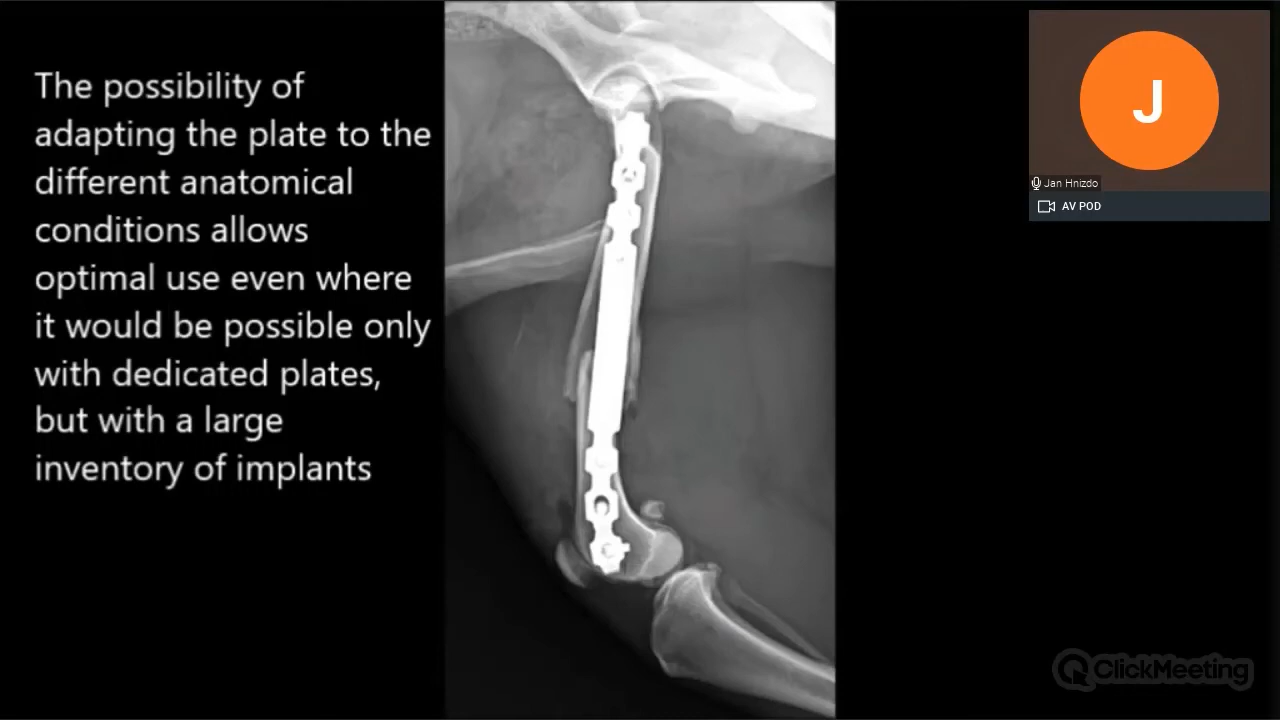 The possibility of
adapting the plate to the
different anatomical
conditions allows
optimal use even where
it would be possible only
with dedicated plates,
but with a large
inventory of implants
J
Jan Hnizdo
AV POD
ClickMeeting